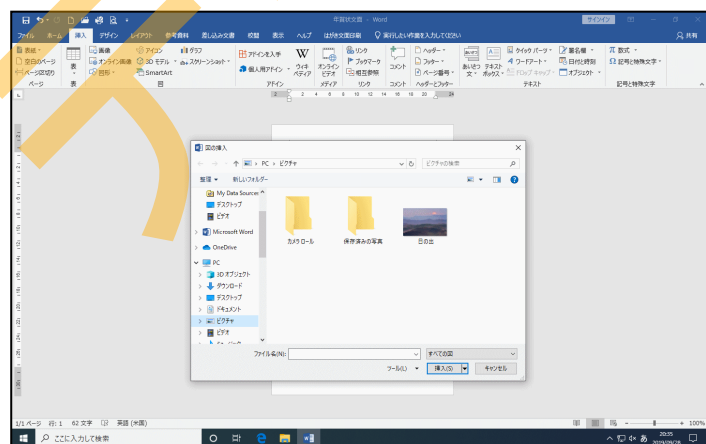 年賀状文面 - Word
サインイン
ファイル ホーム 挿入 デザイン レイアウト 参考資料 差し込み文書 校閲 表示 ヘルプ はがき文面印刷 実行したい作業を入力してください 共有
表紙
空白のページ
ページ区切り
ページ
表
表
画像
オンライン画像
図形
アイコン
3D モデル
SmartArt
グラフ
スクリーンショット
図
アドインを入手
個人用アドイン
ウィキペディア
アドイン
オンラインビデオ
メディア
リンク
ブックマーク
相互参照
リンク
コメント
コメント
ヘッダー
フッター
ページ番号
ヘッダーとフッター
あいさつ文
テキストボックス
クイック パーツ
ワードアート
ドロップ キャップ
署名欄
日付と時刻
オブジェクト
テキスト
数式
記号と特殊文字
記号と特殊文字
図の挿入
PC › ピクチャ
ピクチャの検索
整理 新しいフォルダー
My Data Sources
デスクトップ
ビデオ
Microsoft Word
OneDrive
PC
3D オブジェクト
ダウンロード
デスクトップ
ドキュメント
ピクチャ
ビデオ
カメラ ロール
保存済みの写真
日の出
ファイル名(N):
すべての図
ツール(L) 挿入(S) キャンセル
1/1 ページ 行: 1 62 文字 英語 (米国)
100%
ここに入力して検索
あ
20:35
2019/09/28